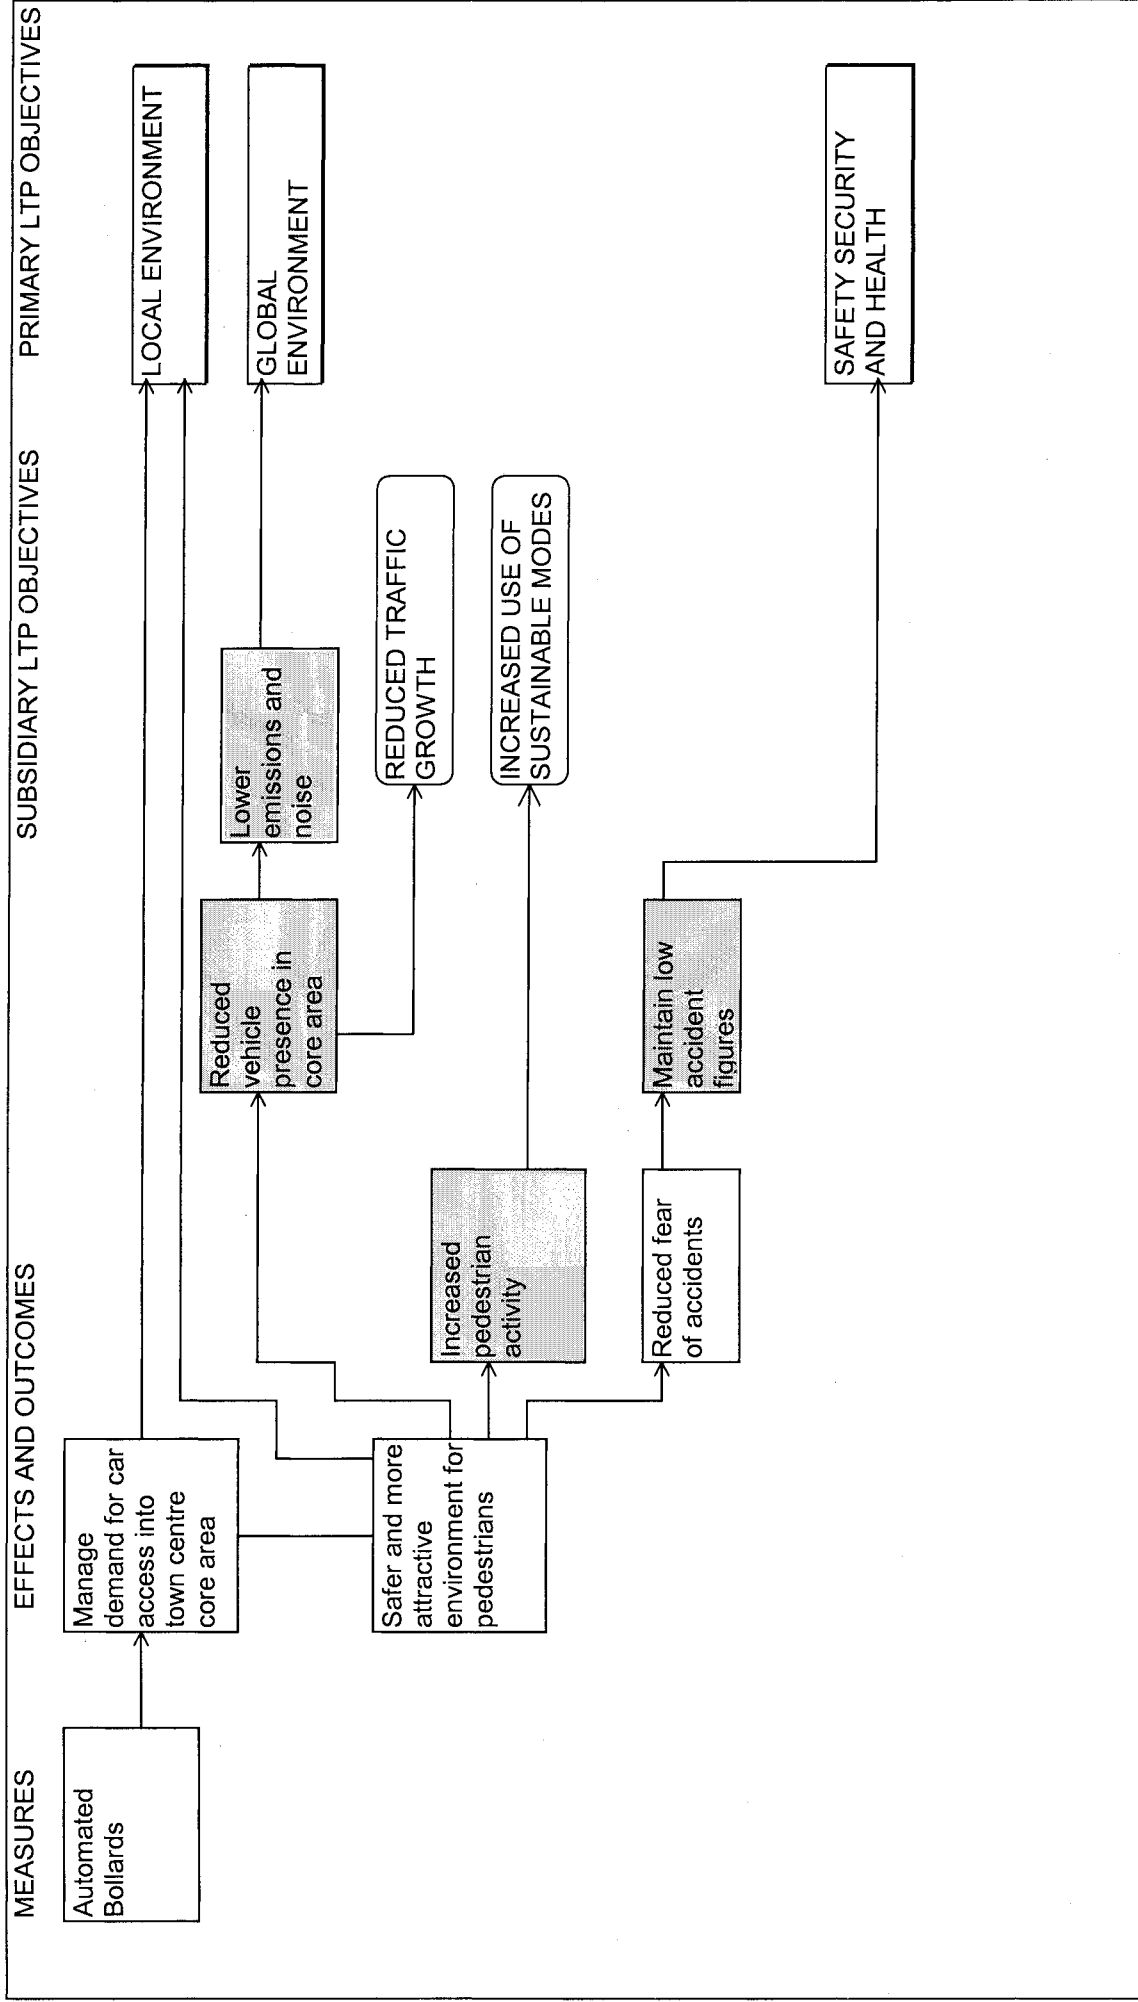 MEASURES
EFFECTS AND OUTCOMES
SUBSIDIARY LTP OBJECTIVES
PRIMARY LTP OBJECTIVES
Automated
Bollards
Manage
demand for car
access into
town centre
core area
LOCAL ENVIRONMENT
Reduced
vehicle
presence in
core area
Lower
emissions and
noise
GLOBAL
ENVIRONMENT
Safer and more
attractive
environment for
pedestrians
REDUCED TRAFFIC
GROWTH
Increased
pedestrian
activity
INCREASED USE OF
SUSTAINABLE MODES
Reduced fear
of accidents
Maintain low
accident
figures
SAFETY SECURITY
AND HEALTH